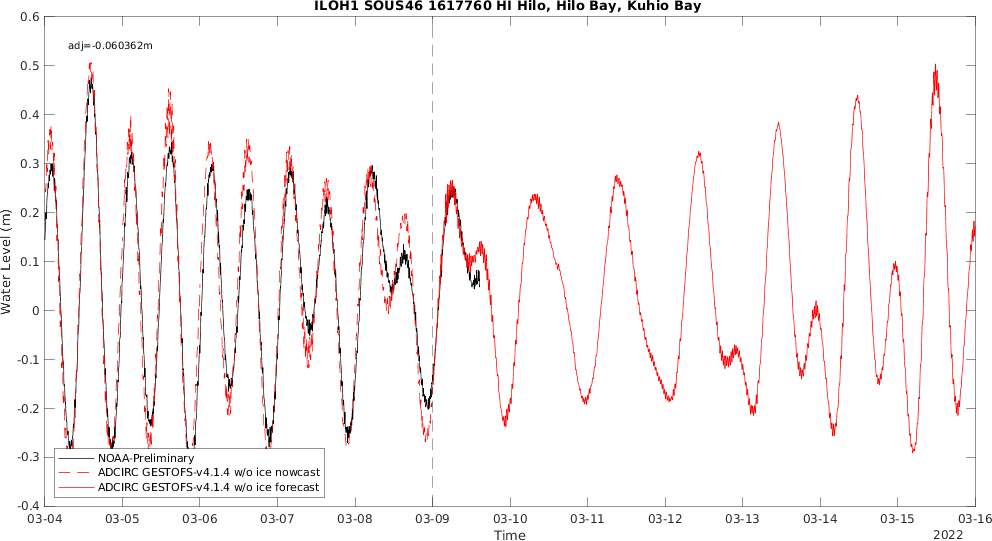 ILOH1 SOUS46 1617760 HI Hilo, Hilo Bay, Kuhio Bay
adj=-0.060362m
0.6
0.5
0.4
0.3
0.2
0.1
0
-0.1
-0.2
-0.3
-0.4
Water Level (m)
NOAA-Preliminary
ADCIRC GESTOFS-v4.1.4 w/o ice nowcast
ADCIRC GESTOFS-v4.1.4 w/o ice forecast
03-04 03-05 03-06 03-07 03-08 03-09 03-10 03-11 03-12 03-13 03-14 03-15 03-16
Time
2022